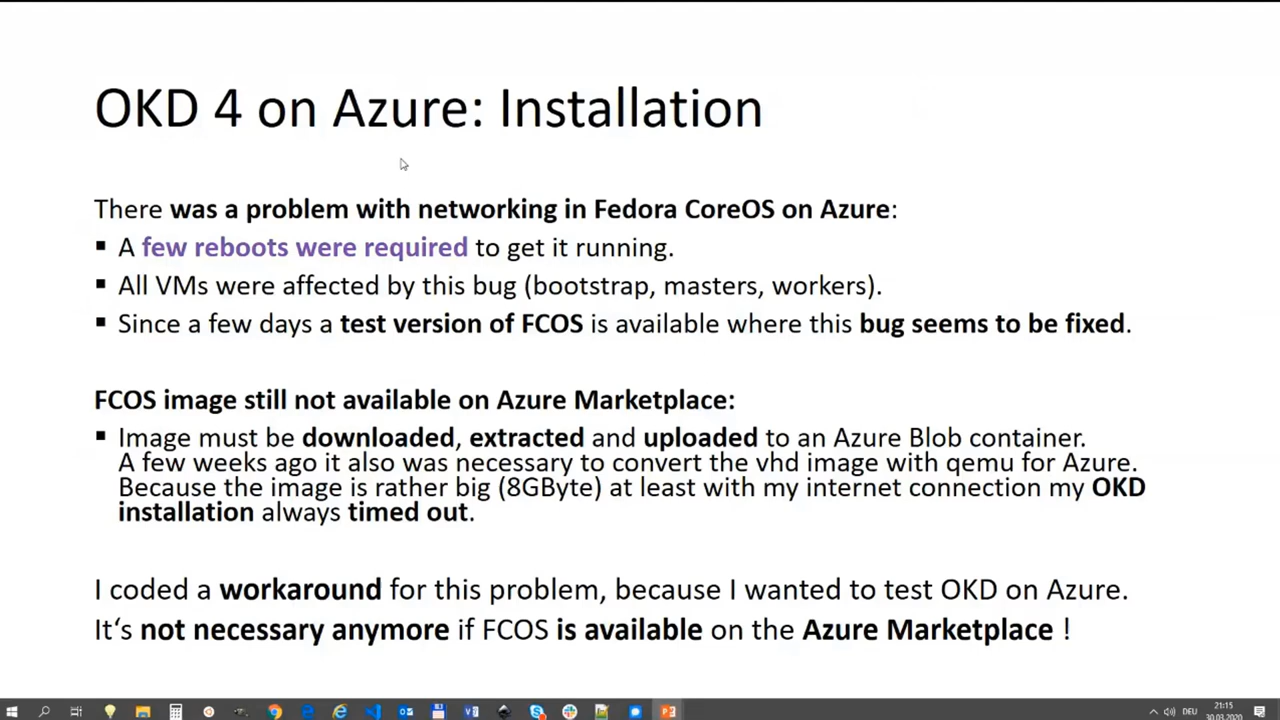 OKD 4 on Azure: Installation
There was a problem with networking in Fedora CoreOS on Azure:
▪ A few reboots were required to get it running.
▪ All VMs were affected by this bug (bootstrap, masters, workers).
▪ Since a few days a test version of FCOS is available where this bug seems to be fixed.
FCOS image still not available on Azure Marketplace:
▪ Image must be downloaded, extracted and uploaded to an Azure Blob container.
A few weeks ago it also was necessary to convert the vhd image with qemu for Azure.
Because the image is rather big (8GByte) at least with my internet connection my OKD
installation always timed out.
I coded a workaround for this problem, because I wanted to test OKD on Azure.
It‘s not necessary anymore if FCOS is available on the Azure Marketplace !
DEU
21:15
30.03.2020